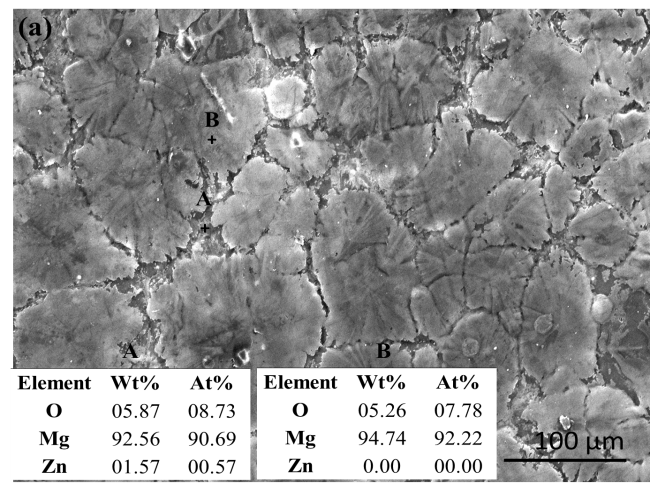 (a)
B
+
A
+
A
B
Element Wt% At%
O 05.87 08.73
Mg 92.56 90.69
Zn 01.57 00.57
Element Wt% At%
O 05.26 07.78
Mg 94.74 92.22
Zn 0.00 00.00
100 µm